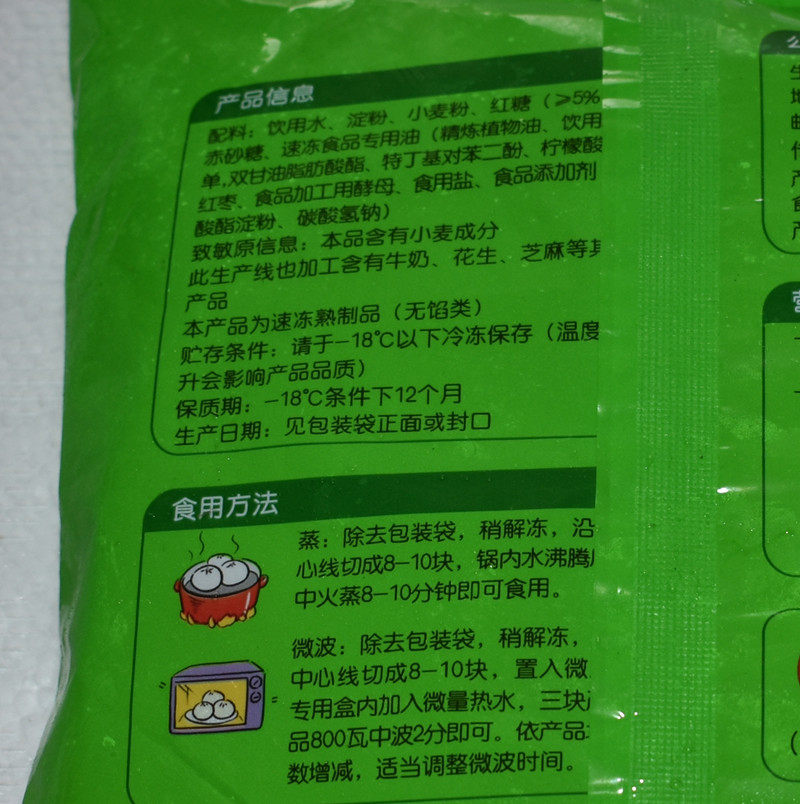 产品信息
配料：饮用水、淀粉、小麦粉、红糖（≥5%
赤砂糖、速冻食品专用油（精炼植物油、饮用
单,双甘油脂肪酸酯、特丁基对苯二酚、柠檬酸
红枣、食品加工用酵母、食用盐、食品添加剂
酸酯淀粉、碳酸氢钠）
致敏原信息：本品含有小麦成分
此生产线也加工含有牛奶、花生、芝麻等其
产品
本产品为速冻熟制品（无馅类）
贮存条件：请于-18℃以下冷冻保存（温度
升会影响产品品质）
保质期：-18℃条件下12个月
生产日期：见包装袋正面或封口
食用方法
蒸：除去包装袋，稍解冻，沿
心线切成8-10块，锅内水沸腾
中火蒸8-10分钟即可食用。
微波：除去包装袋，稍解冻，
中心线切成8-10块，置入微
专用盒内加入微量热水，三块
品800瓦中波2分即可。依产品
数增减，适当调整微波时间。